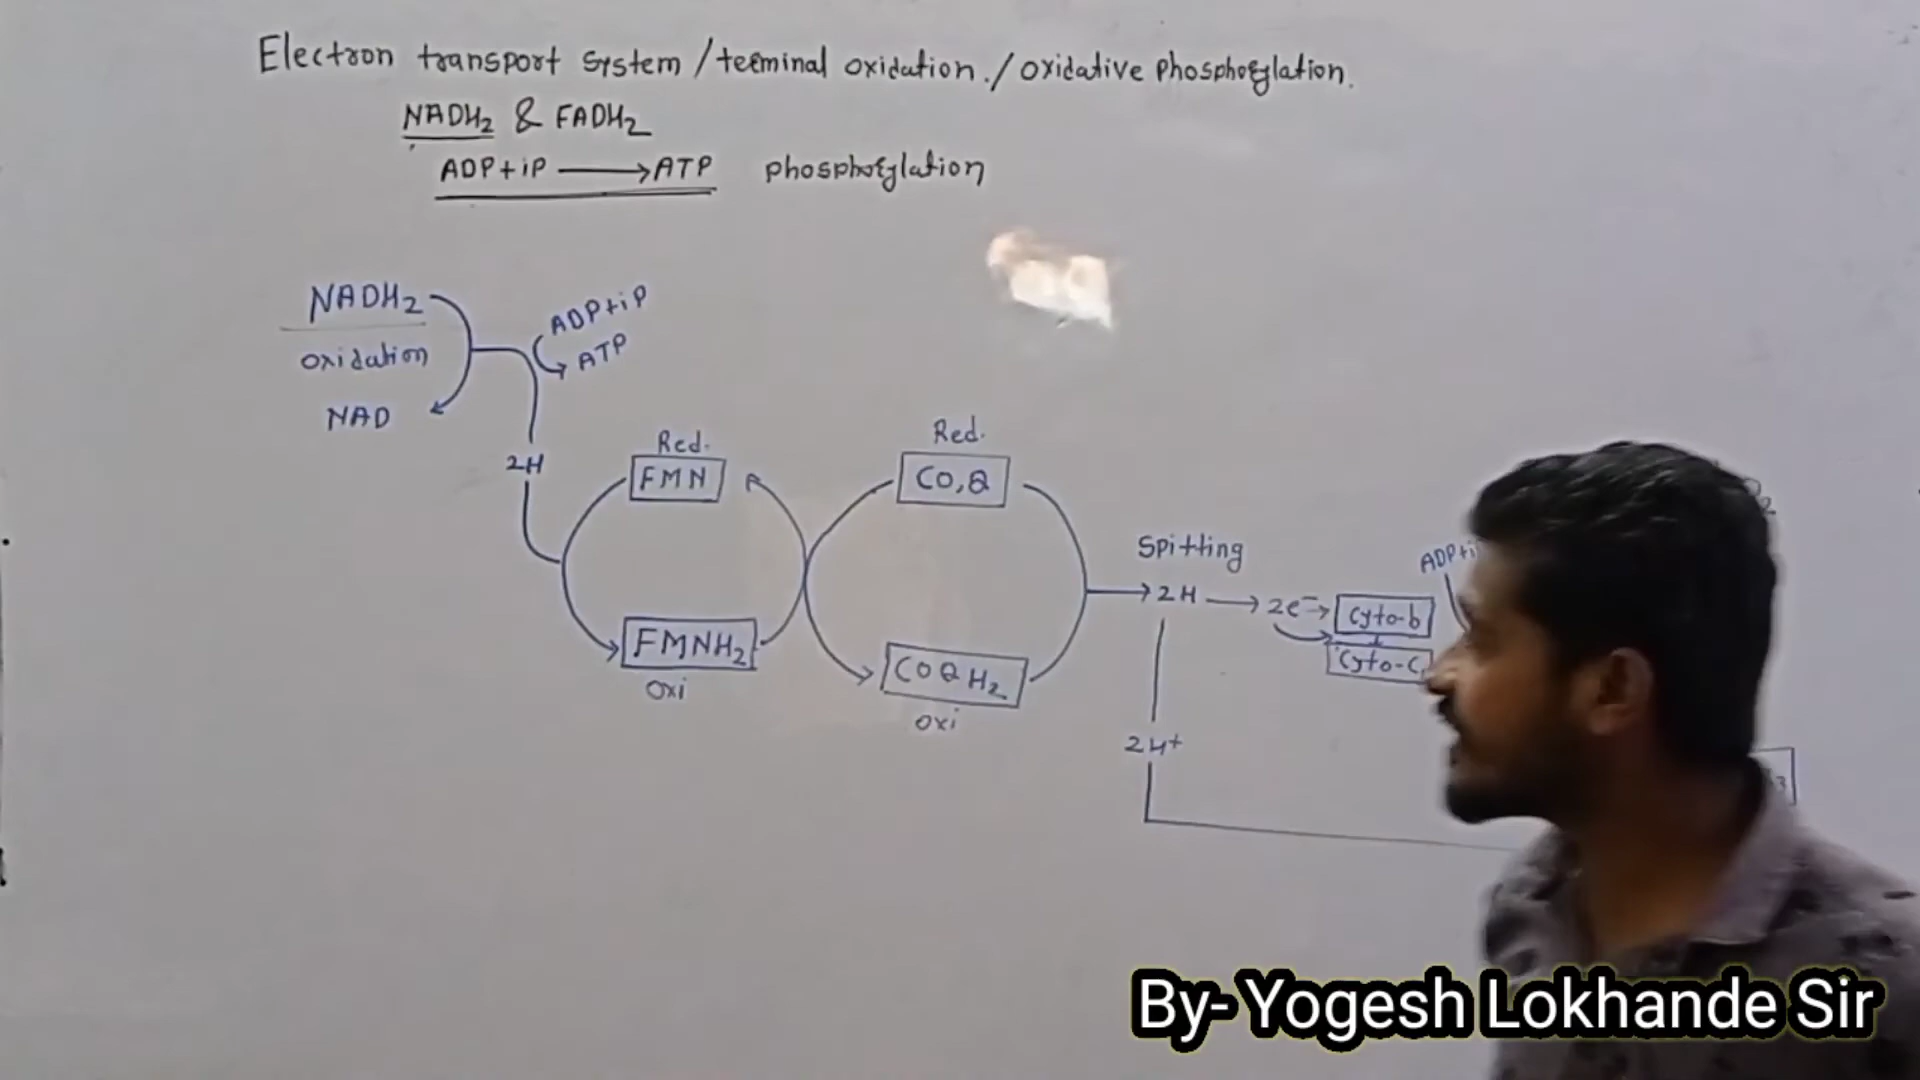 Electron transport system / terminal oxidation. / oxidative phosphorylation.
NADH2 & FADH2
ADP+iP → ATP phosphorylation
NADH2
oxidation
NAD
ADP+iP
ATP
2H
Red.
FMN
FMNH2
oxi
Red.
CO,Q
COQH2
oxi
Spitting
2H → 2e- →
2H+
Cyto-b
Cyto-C
By- Yogesh Lokhande Sir